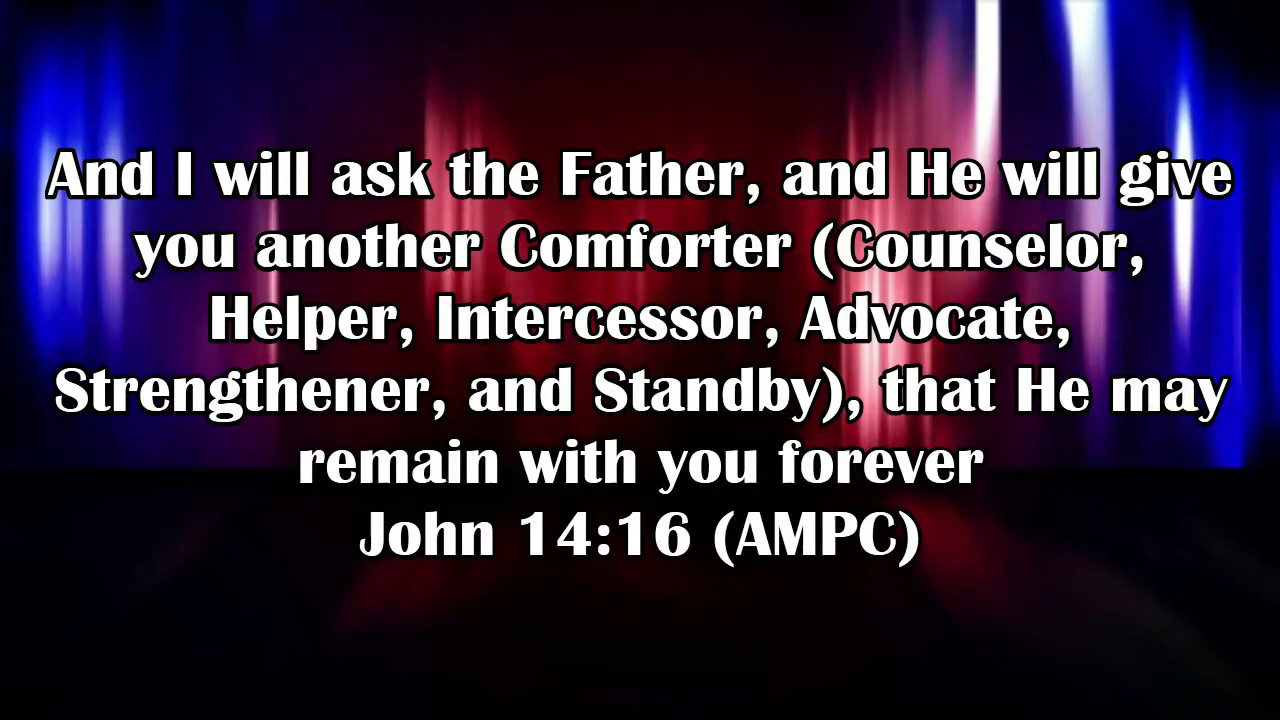 And I will ask the Father, and He will give
you another Comforter (Counselor,
Helper, Intercessor, Advocate,
Strengthener, and Standby), that He may
remain with you forever
John 14:16 (AMPC)